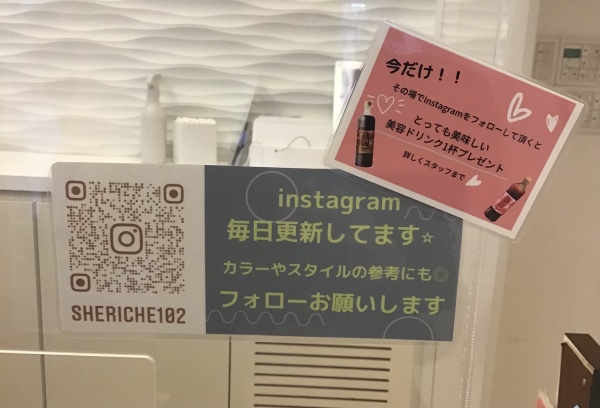 今だけ！！
その場でInstagramをフォローして頂くと
とっても美味しい
美容ドリンク1杯プレゼント
詳しくスタッフまで
instagram
毎日更新してます☆
カラーやスタイルの参考にも◎
フォローお願いします
SHERICHE102